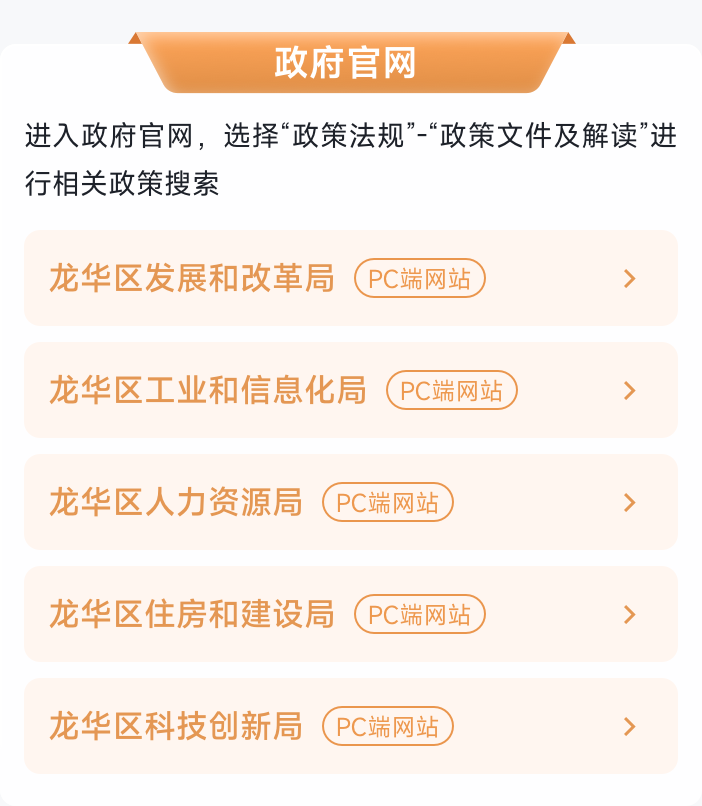 政府官网
进入政府官网，选择“政策法规”-“政策文件及解读”进
行相关政策搜索
龙华区发展和改革局 PC端网站
龙华区工业和信息化局 PC端网站
龙华区人力资源局 PC端网站
龙华区住房和建设局 PC端网站
龙华区科技创新局 PC端网站